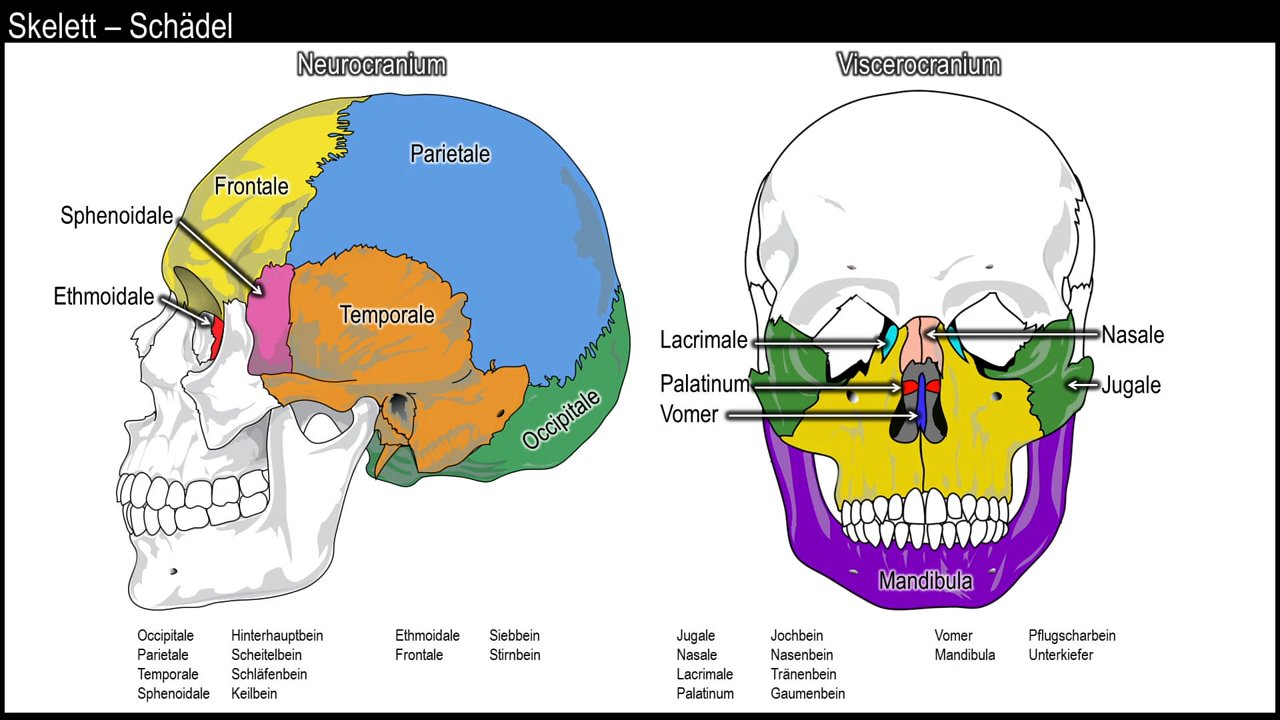 Skelett – Schädel
Neurocranium
Parietale
Frontale
Sphenoidale
Ethmoidale
Temporale
Occipitale
Viscerocranium
Lacrimale
Nasale
Palatinum
Jugale
Vomer
Mandibula
Occipitale Hinterhauptbein
Parietale Scheitelbein
Temporale Schläfenbein
Sphenoidale Keilbein
Ethmoidale Siebbein
Frontale Stirnbein
Jugale Jochbein
Nasale Nasenbein
Lacrimale Tränenbein
Palatinum Gaumenbein
Vomer Pflugscharbein
Mandibula Unterkiefer